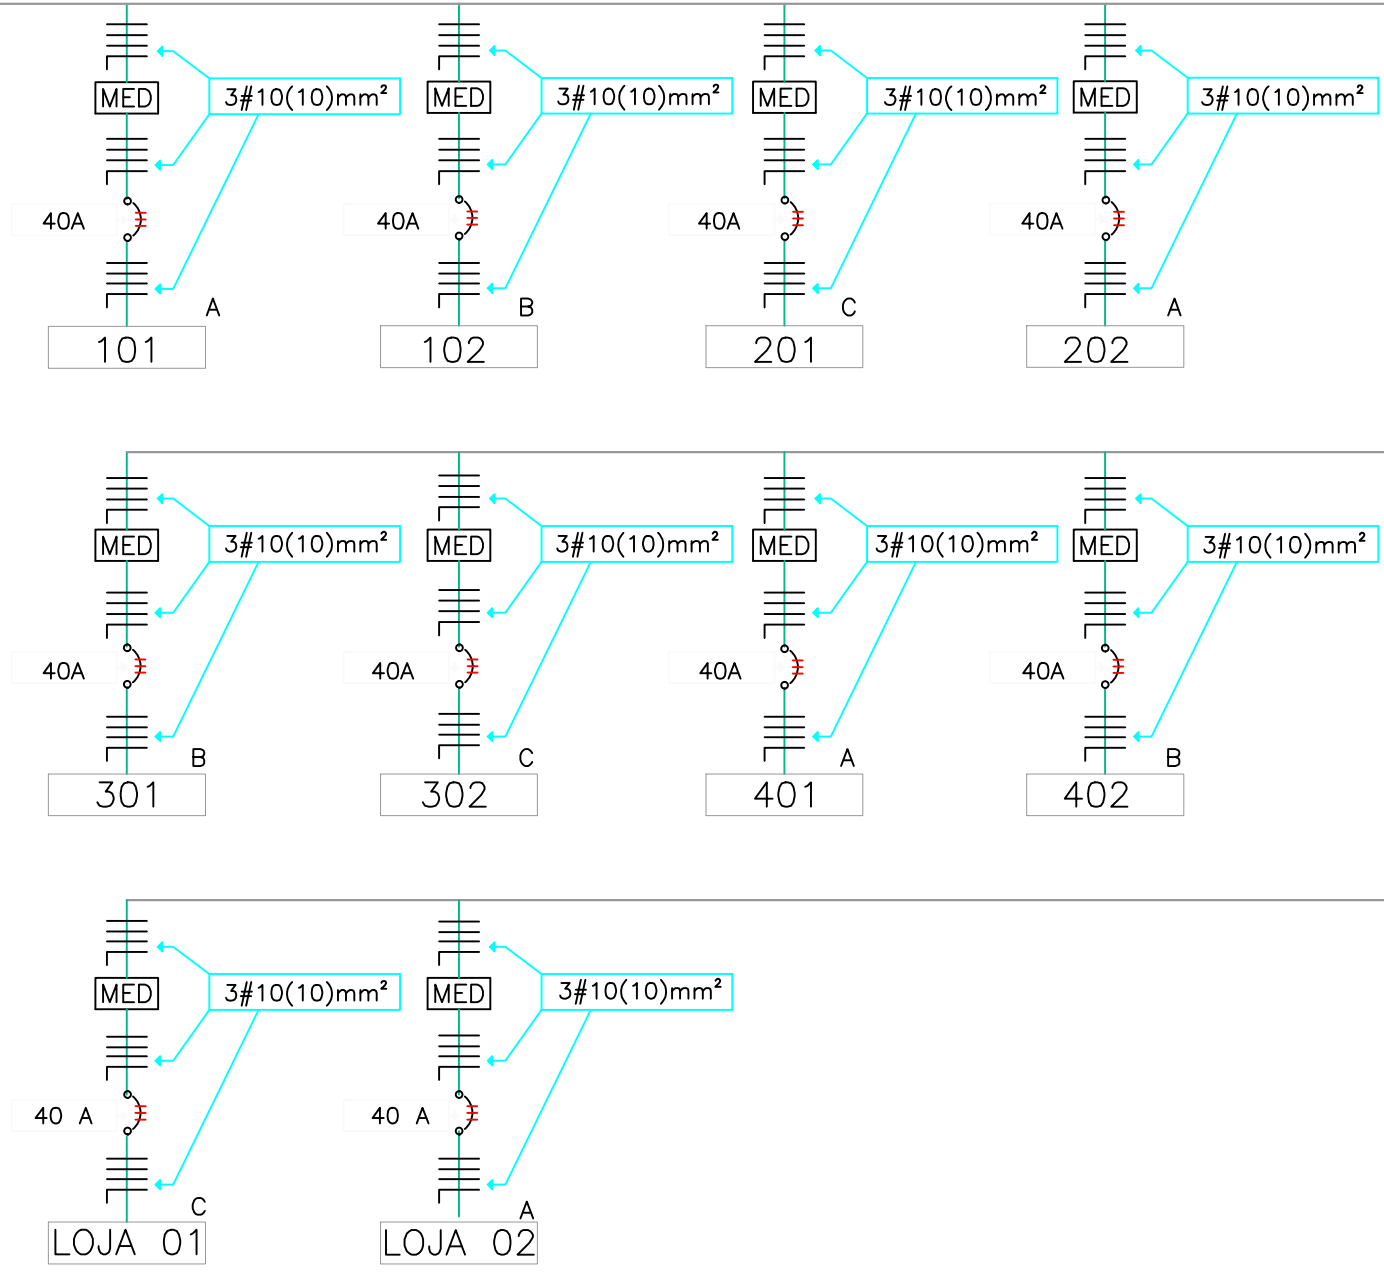 MED 3#10(10)mm² MED 3#10(10)mm² MED 3#10(10)mm² MED 3#10(10)mm²
40A 40A 40A 40A
A B C A
101 102 201 202
MED 3#10(10)mm² MED 3#10(10)mm² MED 3#10(10)mm² MED 3#10(10)mm²
40A 40A 40A 40A
B C A B
301 302 401 402
MED 3#10(10)mm² MED 3#10(10)mm²
40 A 40 A
C A
LOJA 01 LOJA 02